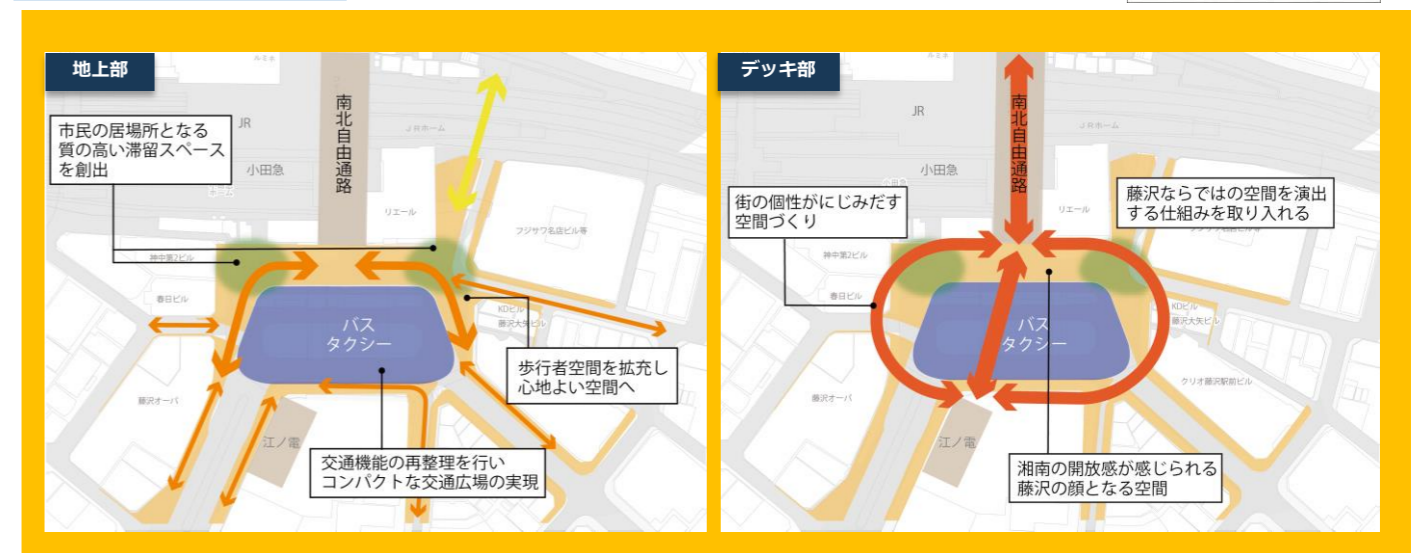 地上部
ルミネ
南北自由通路
JR
JRホーム
市民の居場所となる
質の高い滞留スペース
を創出
小田急
リエール
フジサワ名店ビル等
神中第2ビル
春日ビル
KDビル
藤沢大矢ビル
バス
タクシー
歩行者空間を拡充し
心地よい空間へ
藤沢オーパ
江ノ電
交通機能の再整理を行い
コンパクトな交通広場の実現
デッキ部
ルミネ
南北自由通路
JR
JRホーム
小田急
街の個性がにじみだす
空間づくり
藤沢ならではの空間を演出
する仕組みを取り入れる
リエール
神中第2ビル
春日ビル
KDビル
藤沢大矢ビル
バス
タクシー
クリオ藤沢駅前ビル
藤沢オーパ
江ノ電
湘南の開放感が感じられる
藤沢の顔となる空間